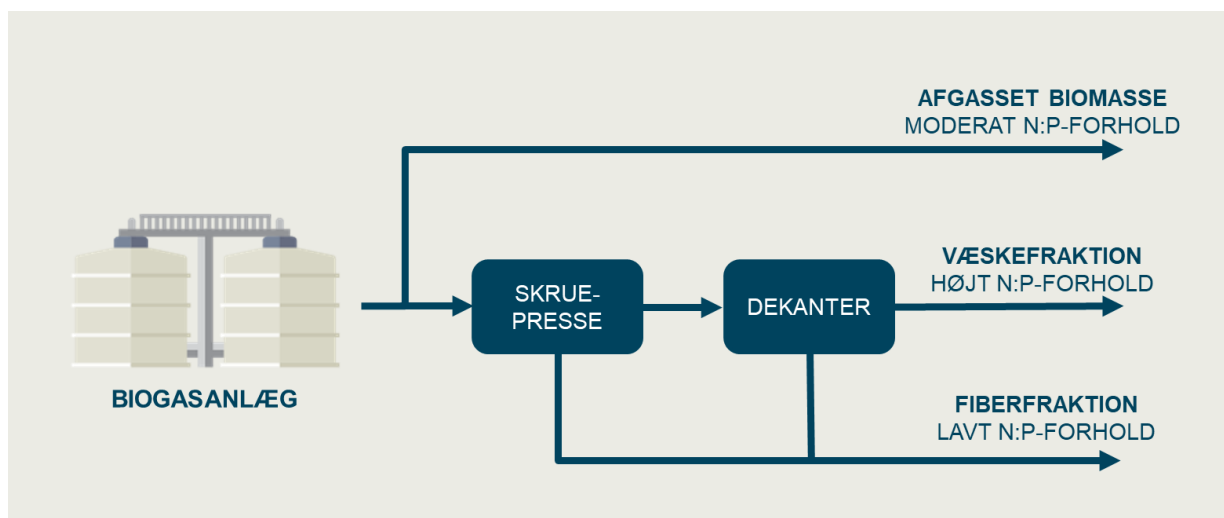 AFGASSET BIOMASSE
MODERAT N:P-FORHOLD
VÆSKEFRAKTION
HØJT N:P-FORHOLD
SKRUE-
PRESSE
DEKANTER
BIOGASANLÆG
FIBERFRAKTION
LAVT N:P-FORHOLD